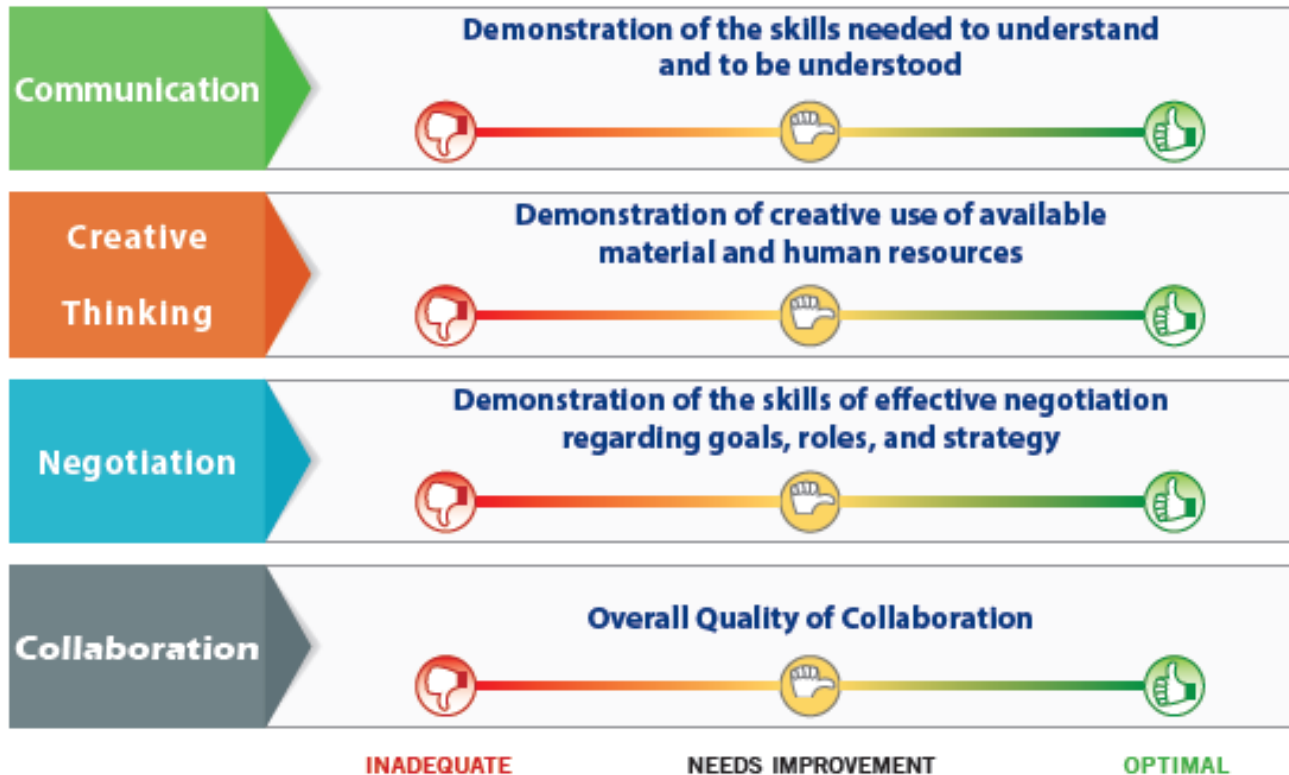 Communication
Demonstration of the skills needed to understand
and to be understood
Creative
Thinking
Demonstration of creative use of available
material and human resources
Negotiation
Demonstration of the skills of effective negotiation
regarding goals, roles, and strategy
Collaboration
Overall Quality of Collaboration
INADEQUATE
NEEDS IMPROVEMENT
OPTIMAL